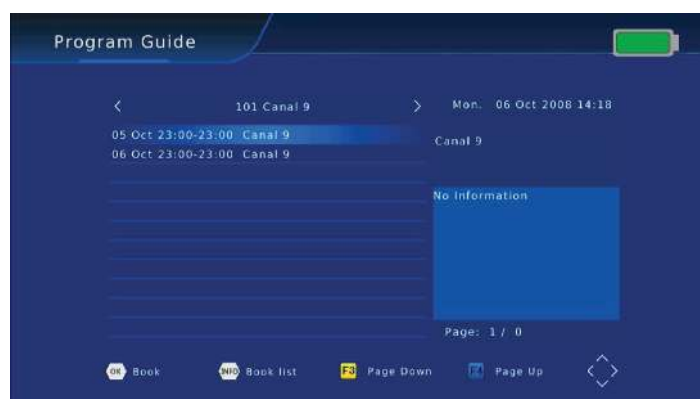 Program Guide
101 Canal 9
Mon. 06 Oct 2008 14:18
05 Oct 23:00-23:00 Canal 9
06 Oct 23:00-23:00 Canal 9
Canal 9
No Information
Page: 1 / 0
OK Book
INFO Book list
F3 Page Down
F4 Page Up